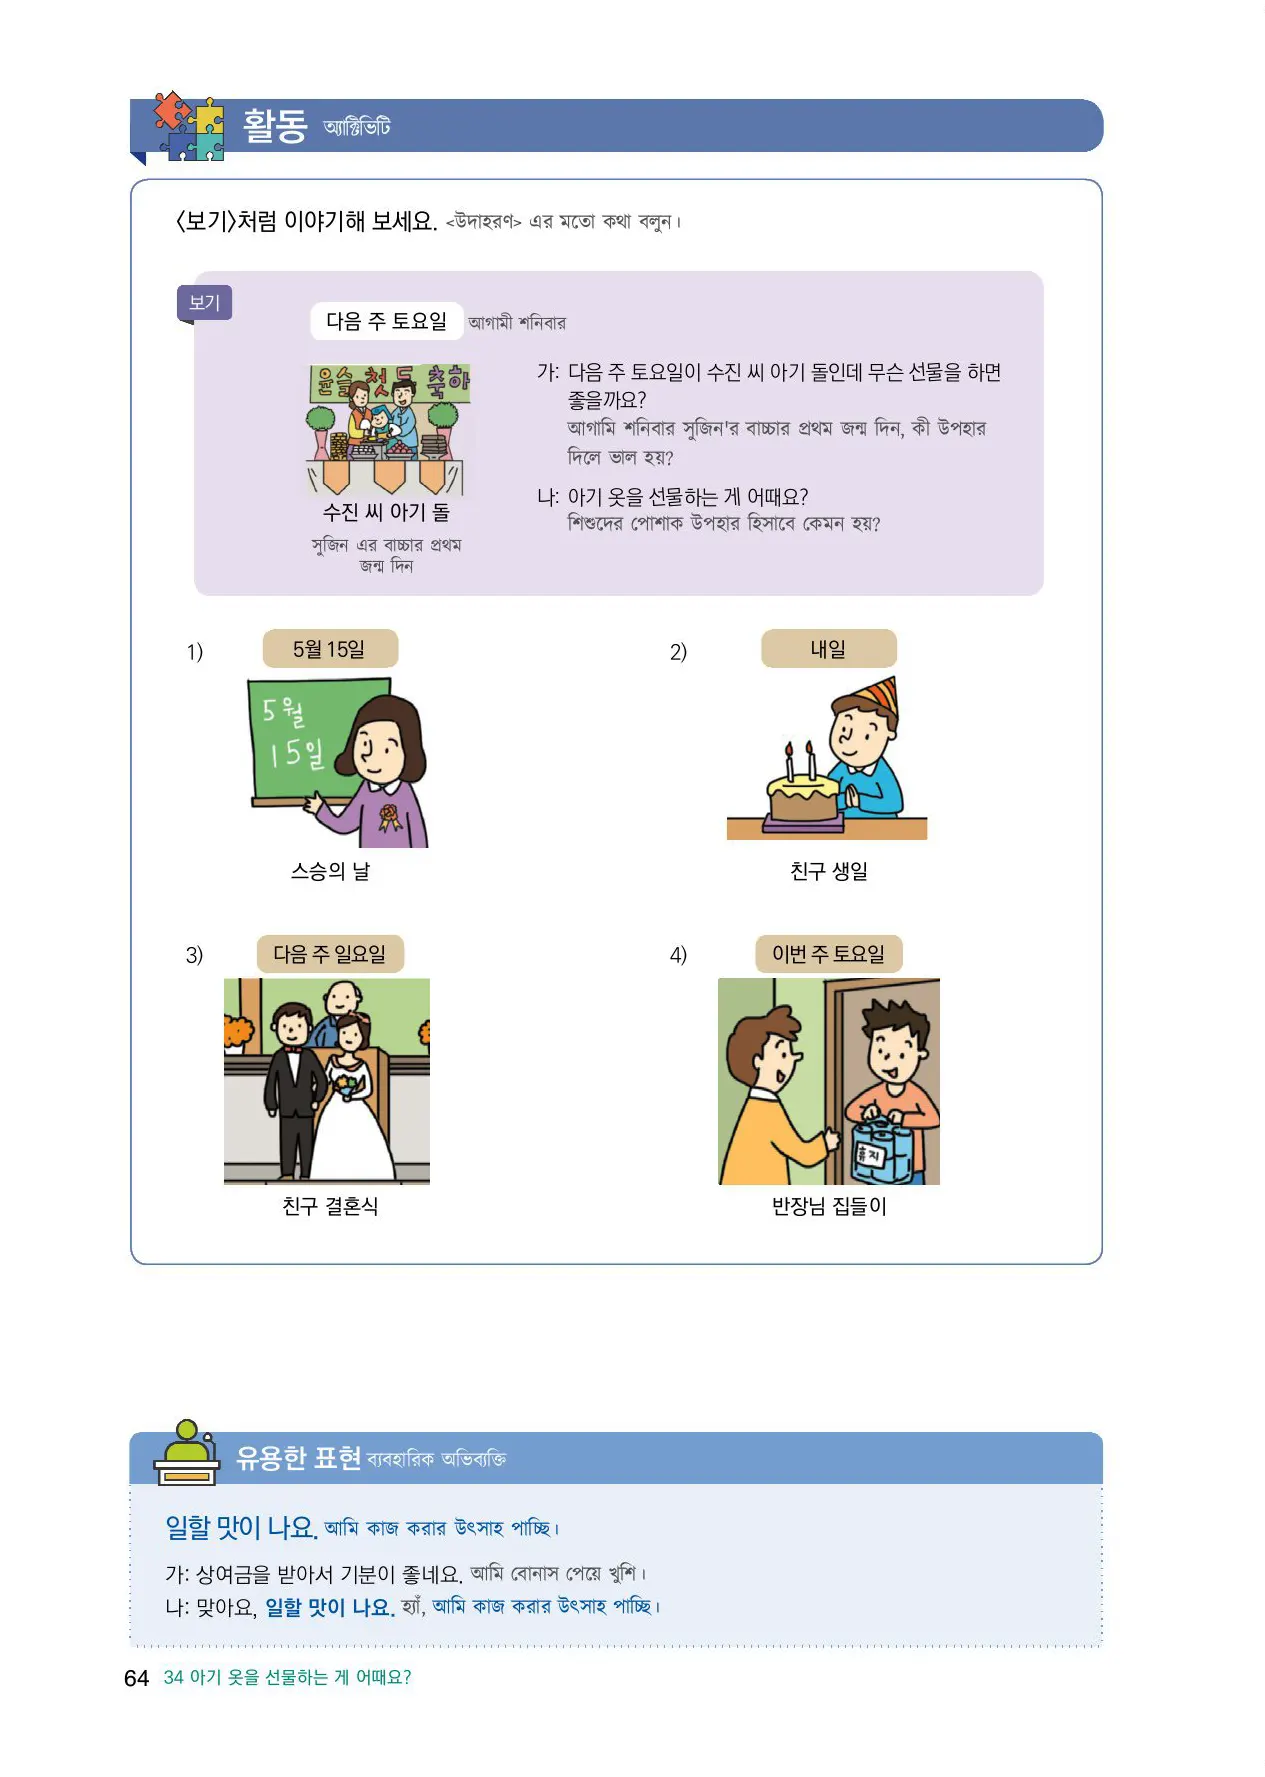 활동 অ্যাক্টিভিটি
<보기>처럼 이야기해 보세요. <উদাহরণ> এর মতো কথা বলুন।
보기
다음 주 토요일 আগামী শনিবার
윤슬 첫 돌 축하
수진 씨 아기 돌
সুজিন এর বাচ্চার প্রথম
জন্ম দিন
가: 다음 주 토요일이 수진 씨 아기 돌인데 무슨 선물을 하면
좋을까요?
আগামি শনিবার সুজিন'র বাচ্চার প্রথম জন্ম দিন, কী উপহার
দিলে ভাল হয়?
나: 아기 옷을 선물하는 게 어때요?
শিশুদের পোশাক উপহার হিসাবে কেমন হয়?
1) 5월 15일
5월
15일
스승의 날
2) 내일
친구 생일
3) 다음 주 일요일
친구 결혼식
4) 이번 주 토요일
휴지
반장님 집들이
유용한 표현 ব্যবহারিক অভিব্যক্তি
일할 맛이 나요. আমি কাজ করার উৎসাহ পাচ্ছি।
가: 상여금을 받아서 기분이 좋네요. আমি বোনাস পেয়ে খুশি।
나: 맞아요, 일할 맛이 나요. হ্যাঁ, আমি কাজ করার উৎসাহ পাচ্ছি।
64 34 아기 옷을 선물하는 게 어때요?